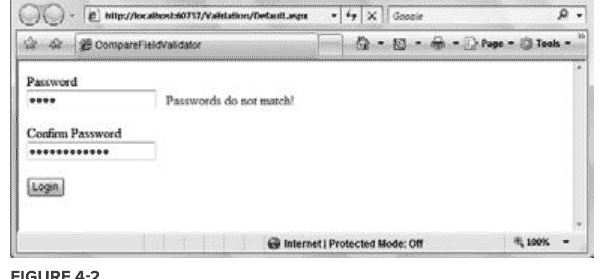 http://localhost:60717/Validation/Default.aspx
Google
CompareFieldValidator
Page
Tools
Password
Passwords do not match!
Confirm Password
Login
Internet | Protected Mode: Off
100%
FIGURE 4-2